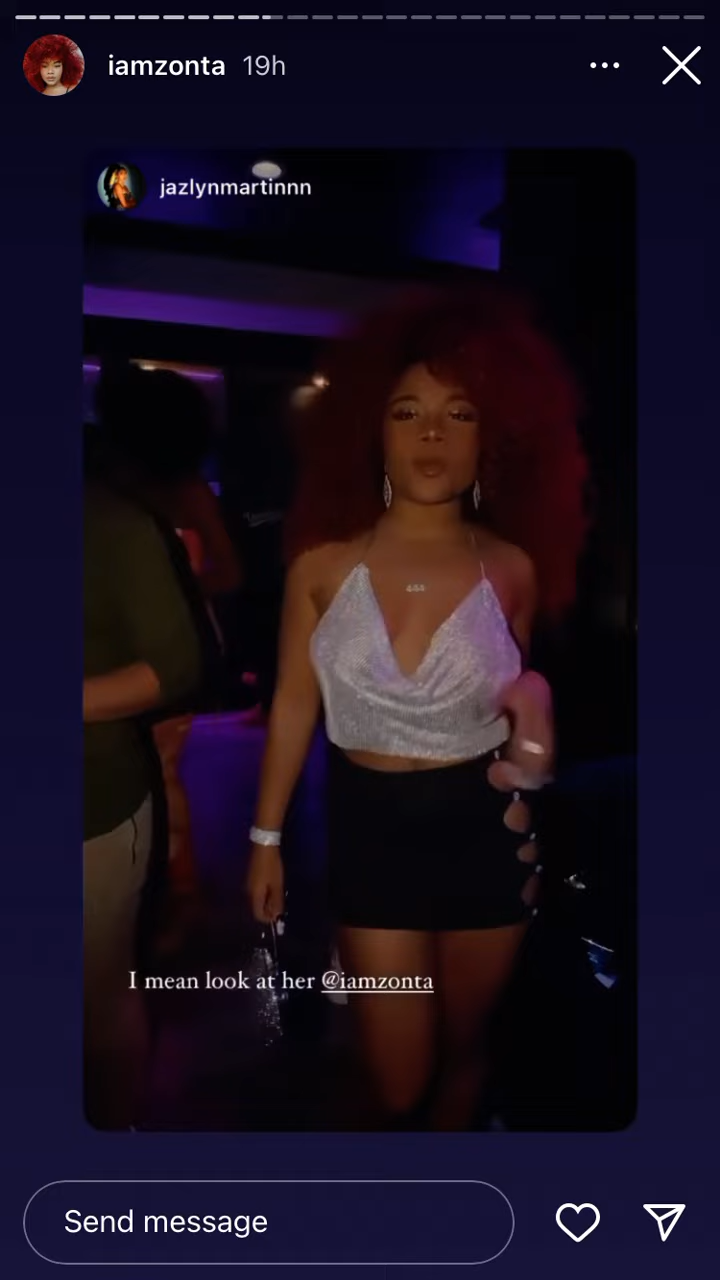 iamzonta 19h
jazlynmartinnn
I mean look at her @iamzonta
Send message